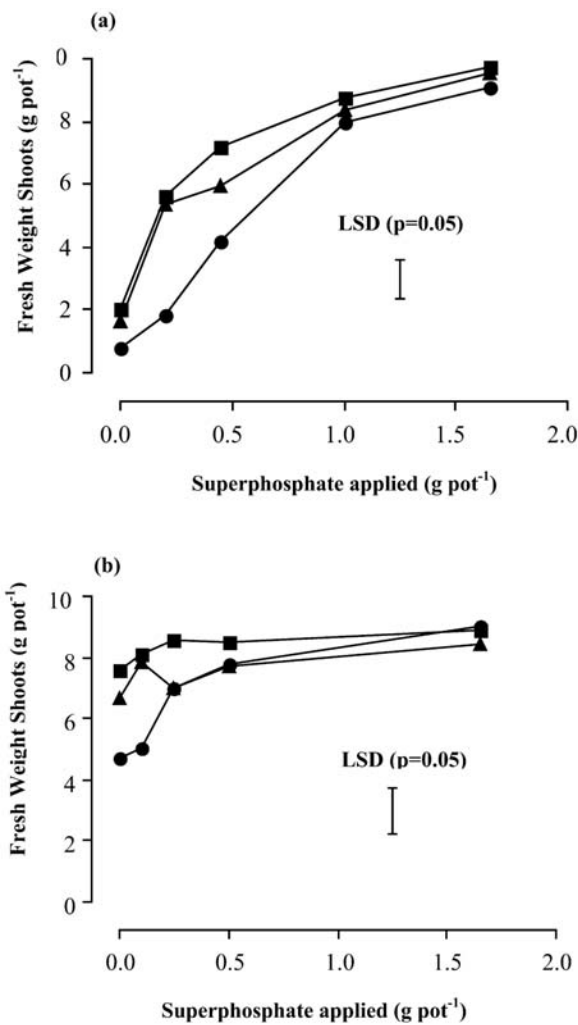 (a)
Fresh Weight Shoots (g pot⁻¹)
0
8
6
4
2
0
LSD (p=0.05)
0.0 0.5 1.0 1.5 2.0
Superphosphate applied (g pot⁻¹)
(b)
Fresh Weight Shoots (g pot⁻¹)
10
8
6
4
2
0
LSD (p=0.05)
0.0 0.5 1.0 1.5 2.0
Superphosphate applied (g pot⁻¹)